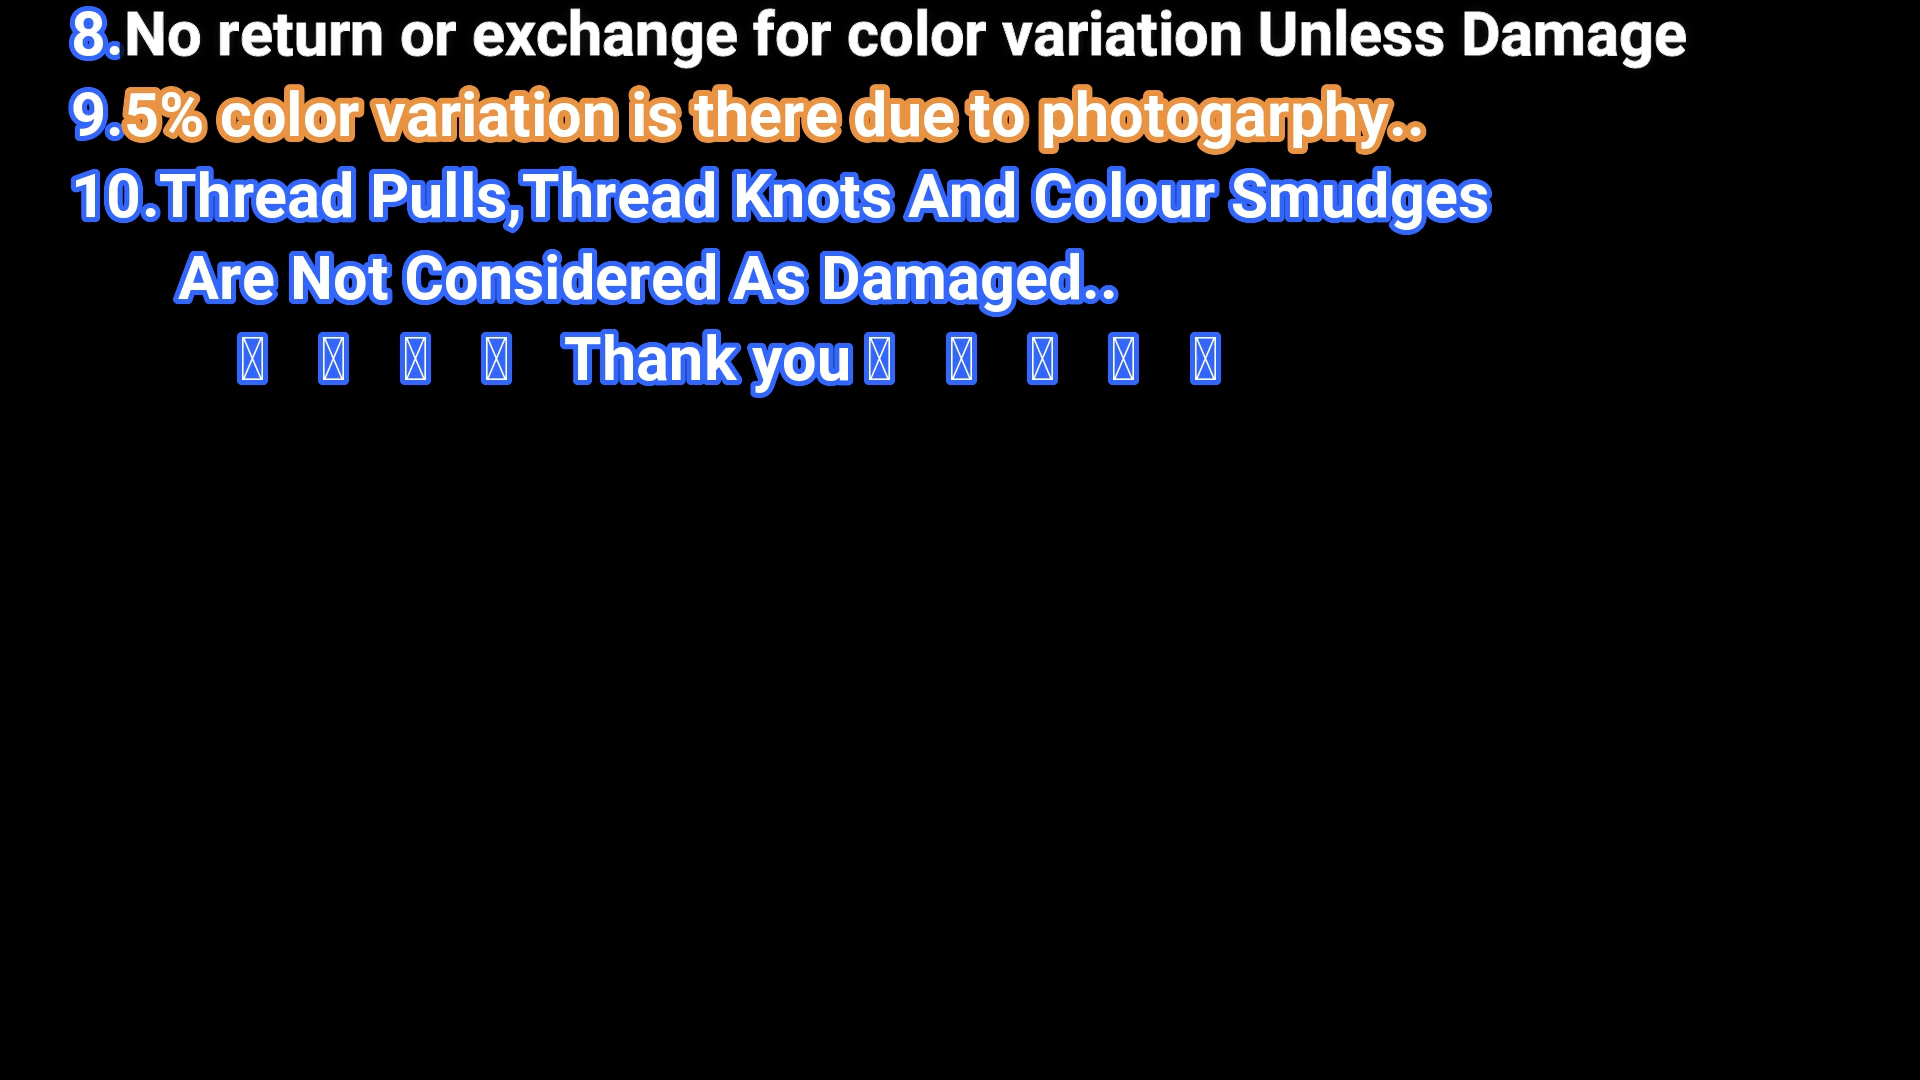 8.No return or exchange for color variation Unless Damage
9.5% color variation is there due to photogarphy..
10.Thread Pulls,Thread Knots And Colour Smudges
Are Not Considered As Damaged..
Thank you